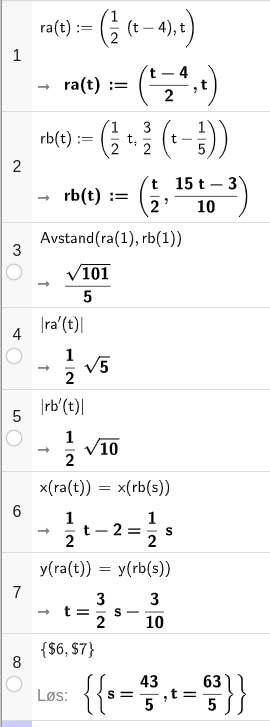 1
ra(t) := (1/2 (t − 4), t)
→ ra(t) := ((t − 4)/2 , t)
2
rb(t) := (1/2 t, 3/2 (t − 1/5))
→ rb(t) := (t/2 , (15 t − 3)/10)
3
Avstand(ra(1), rb(1))
→ √101/5
4
|ra′(t)|
→ 1/2 √5
5
|rb′(t)|
→ 1/2 √10
6
x(ra(t)) = x(rb(s))
→ 1/2 t − 2 = 1/2 s
7
y(ra(t)) = y(rb(s))
→ t = 3/2 s − 3/10
8
{$6, $7}
Løs: {{s = 43/5 , t = 63/5}}